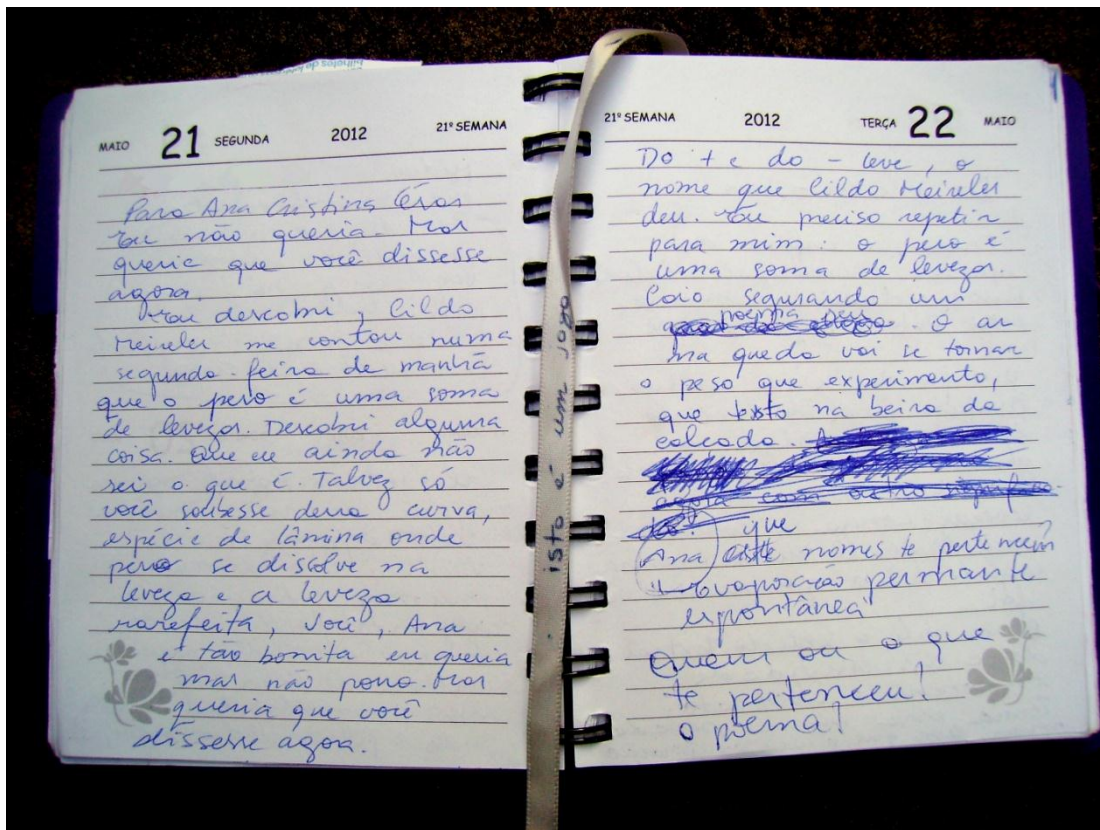 MAIO 21 SEGUNDA 2012 21ª SEMANA
Para Ana Cristina César
Eu não queria. Mas
queria que você dissesse
agora.
Eu descobri, Cildo
Meireles me contou numa
segunda-feira de manhã
que o peso é uma soma
de levezas. Descobri alguma
coisa. Que eu ainda não
sei o que é. Talvez só
você soubesse dessa curva,
espécie de lâmina onde
peso se dissolve na
leveza e a leveza
rarefeita, você, Ana
é tão bonita eu queria
mas não posso. Mas
queria que você
dissesse agora.
isto é um jogo
21ª SEMANA 2012 TERÇA 22 MAIO
Do + e do - leve, o
nome que Cildo Meireles
deu. Eu preciso repetir
para mim: o peso é
uma soma de levezas.
Caio segurando um
poema seu
. O ar
na queda vai se tornar
o peso que experimento,
que testo na beira da
calçada.
agora com outro
que
Ana este nomes te pertencem
evaporação permante
espontânea
Quem ou o que
te pertenceu!
o poema!